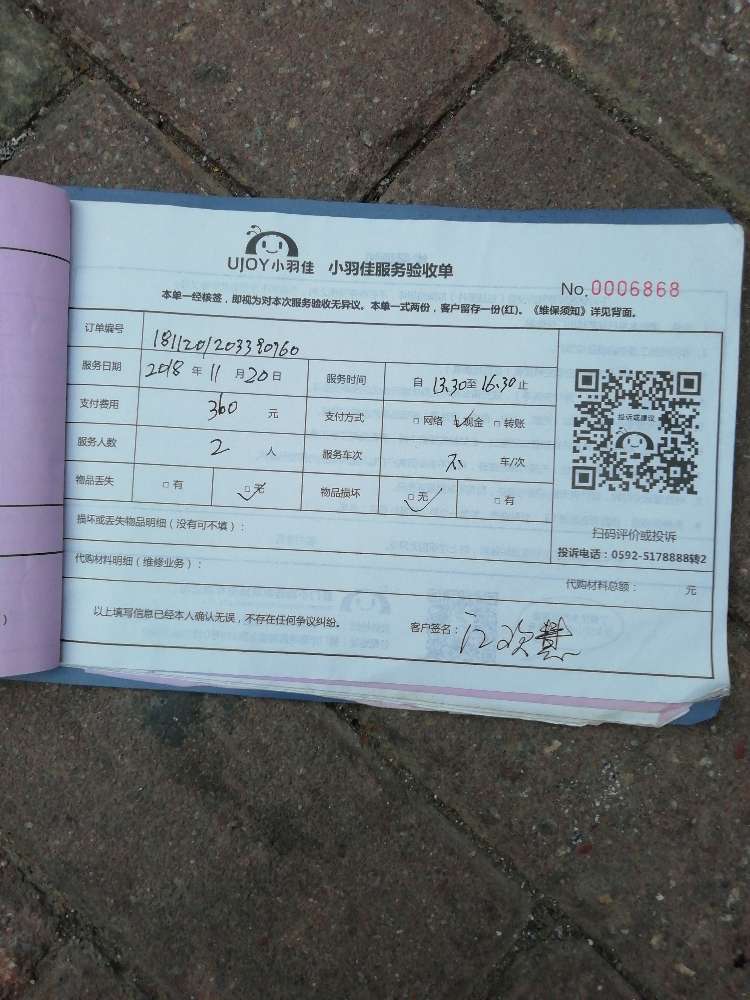 UJOY小羽佳 小羽佳服务验收单
No.0006868
本单一经核签，即视为对本次服务验收无异议。本单一式两份，客户留存一份(红)。《维保须知》详见背面。
订单编号 1811201203380960
服务日期 2018 年 11 月 20 日 服务时间 自 13.30 至 16.30 止
支付费用 360 元 支付方式 □ 网络 □ 现金 □ 转账
服务人数 2 人 服务车次 不 车/次
物品丢失 □ 有 □ 无 物品损坏 □ 无 □ 有
投诉或建议
扫码评价或投诉
投诉电话：0592-5178888转2
损坏或丢失物品明细（没有可不填）：
代购材料明细（维修业务）：
代购材料总额： 元
以上填写信息已经本人确认无误，不存在任何争议纠纷。 客户签名：